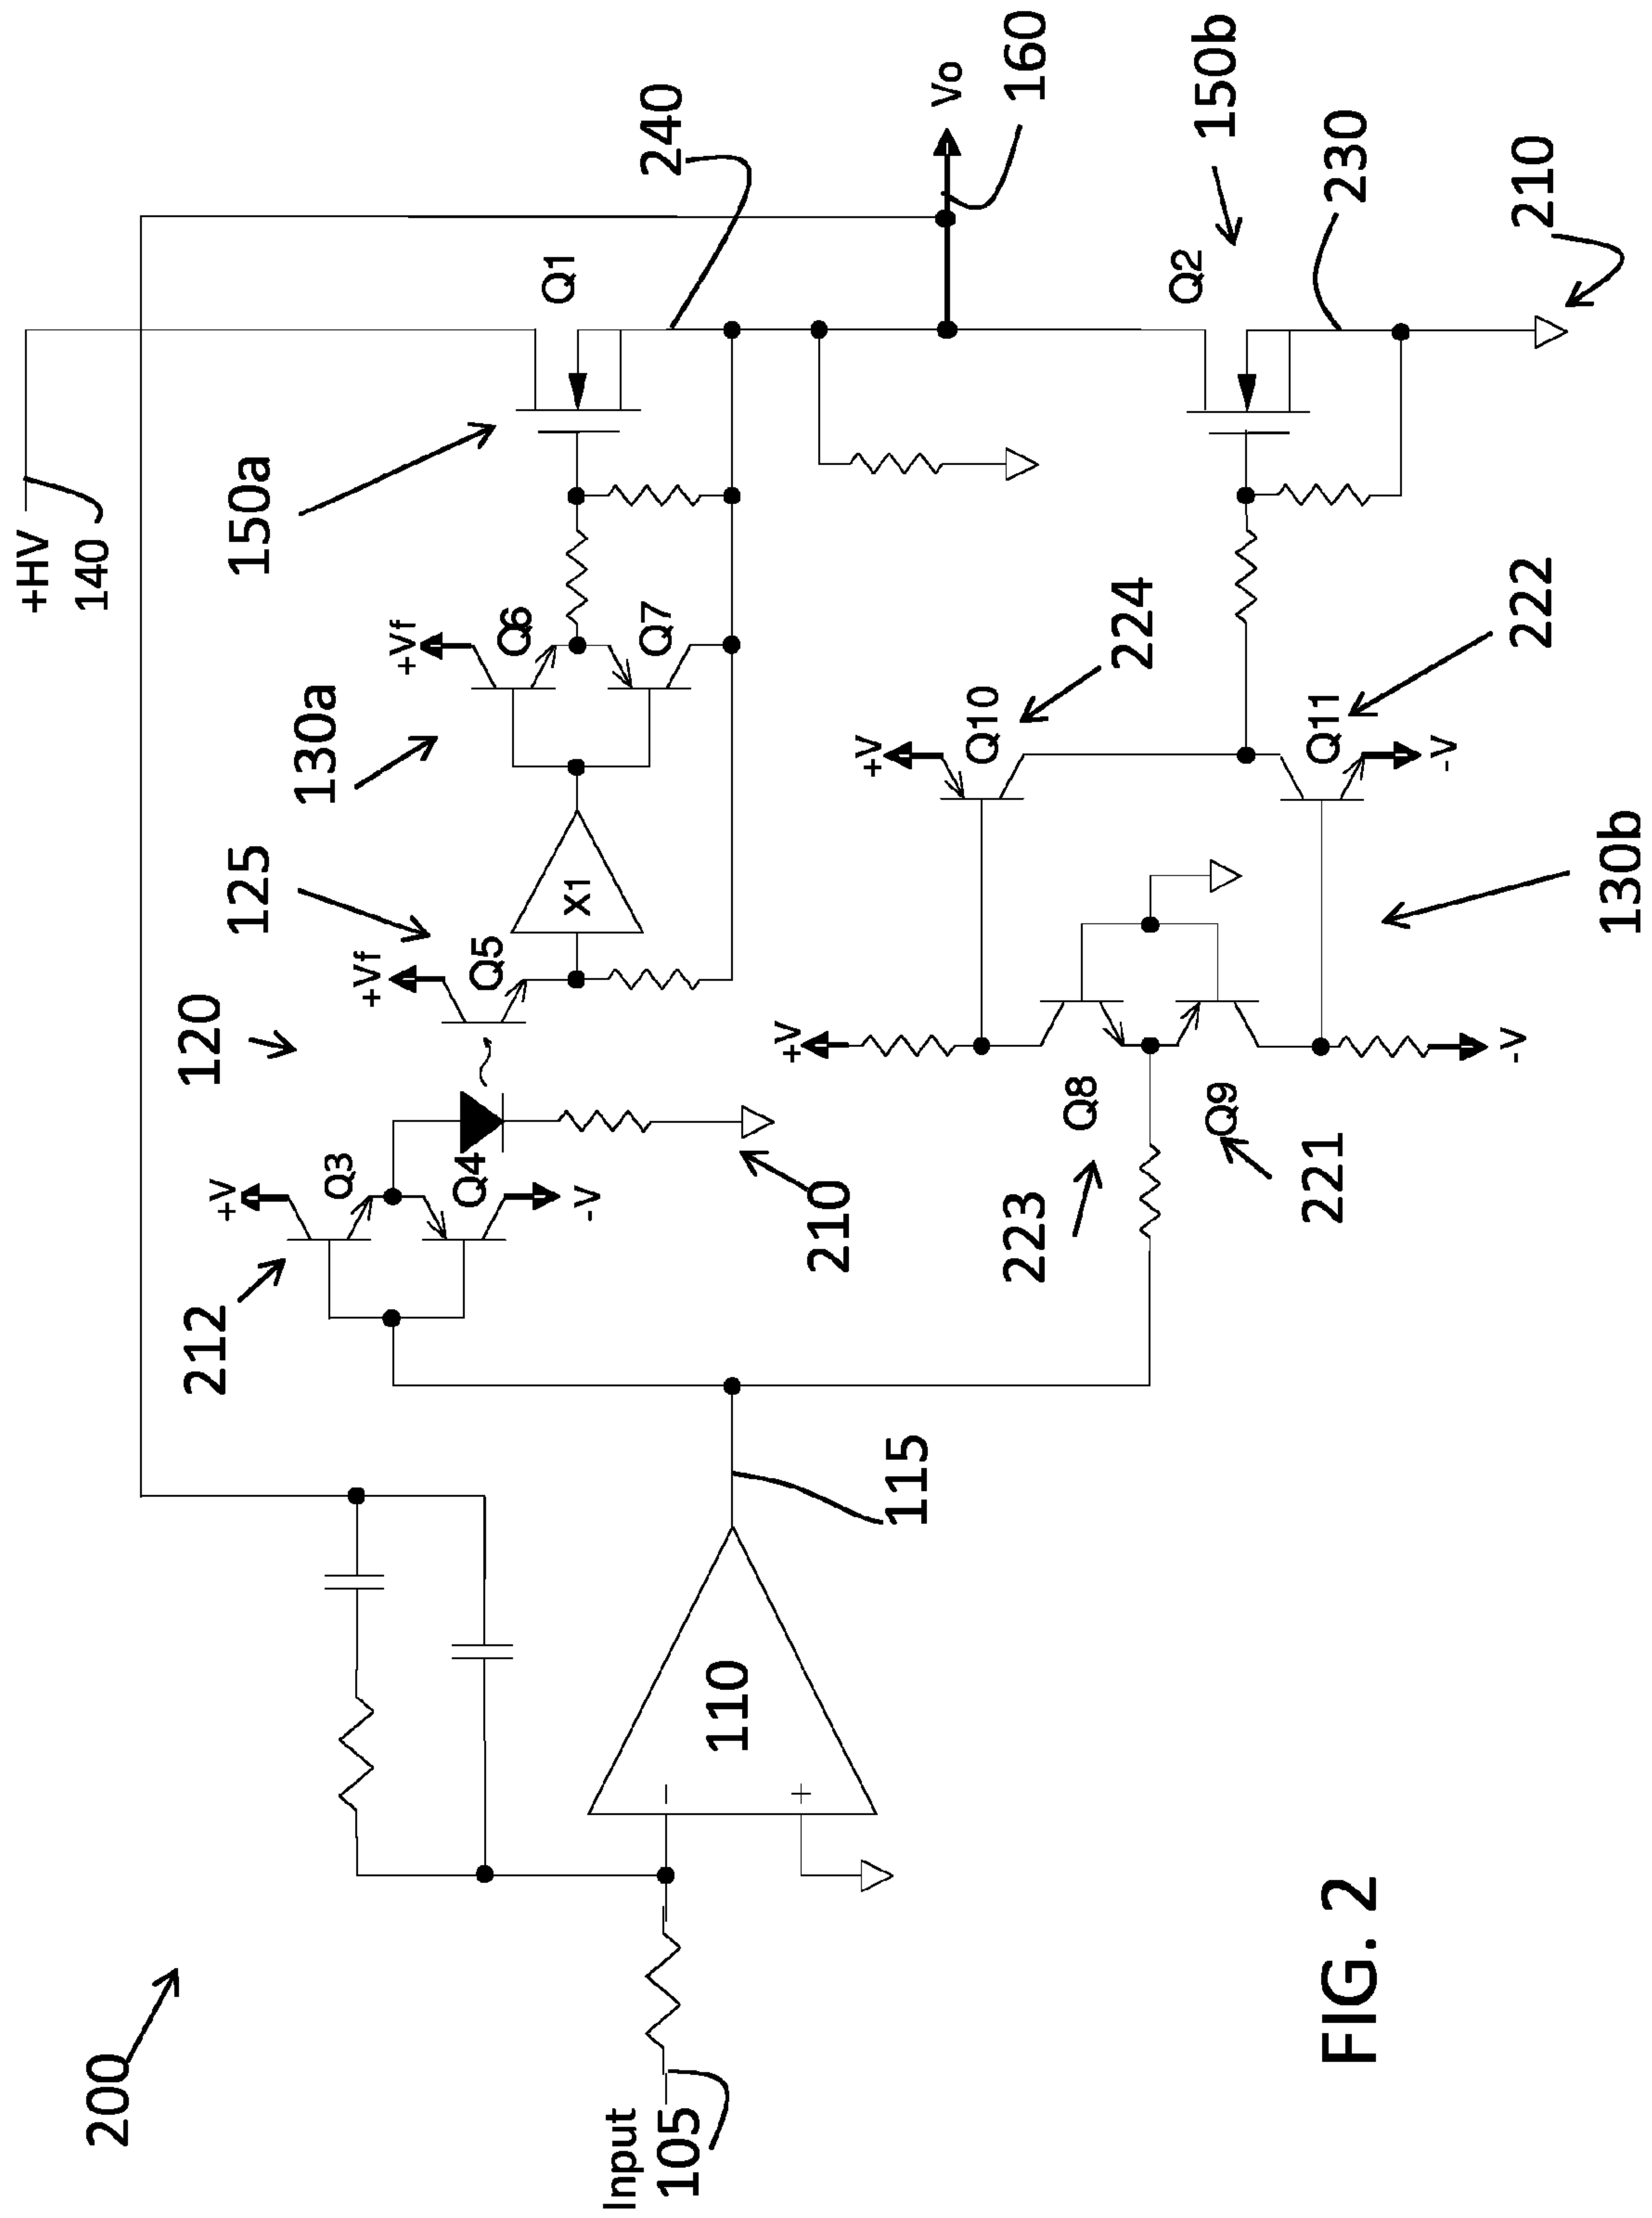 200
+HV
140
Q1
240
Vo
160
150b
Q2
230
210
150a
+Vf
Q6
Q7
130a
125
+Vf
Q5
x1
120
+V
Q3
Q4
-V
212
210
224
222
+V
Q10
Q11
-V
130b
+V
-V
Q8
Q9
223
221
115
110
−
+
Input
105
FIG. 2